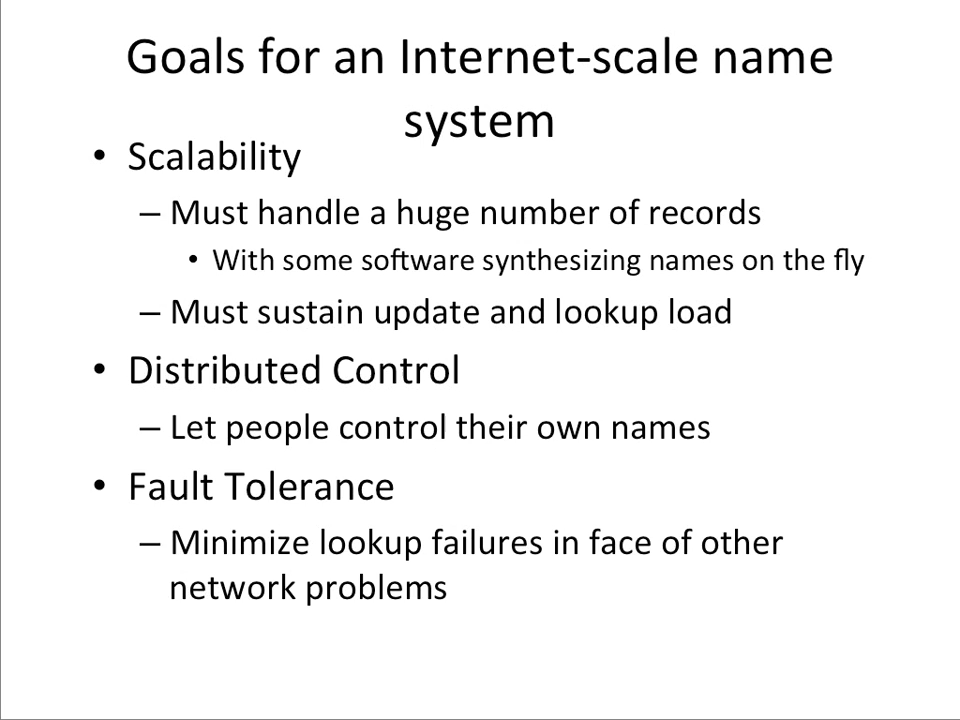 Goals for an Internet-scale name
system
• Scalability
– Must handle a huge number of records
• With some software synthesizing names on the fly
– Must sustain update and lookup load
• Distributed Control
– Let people control their own names
• Fault Tolerance
– Minimize lookup failures in face of other
network problems